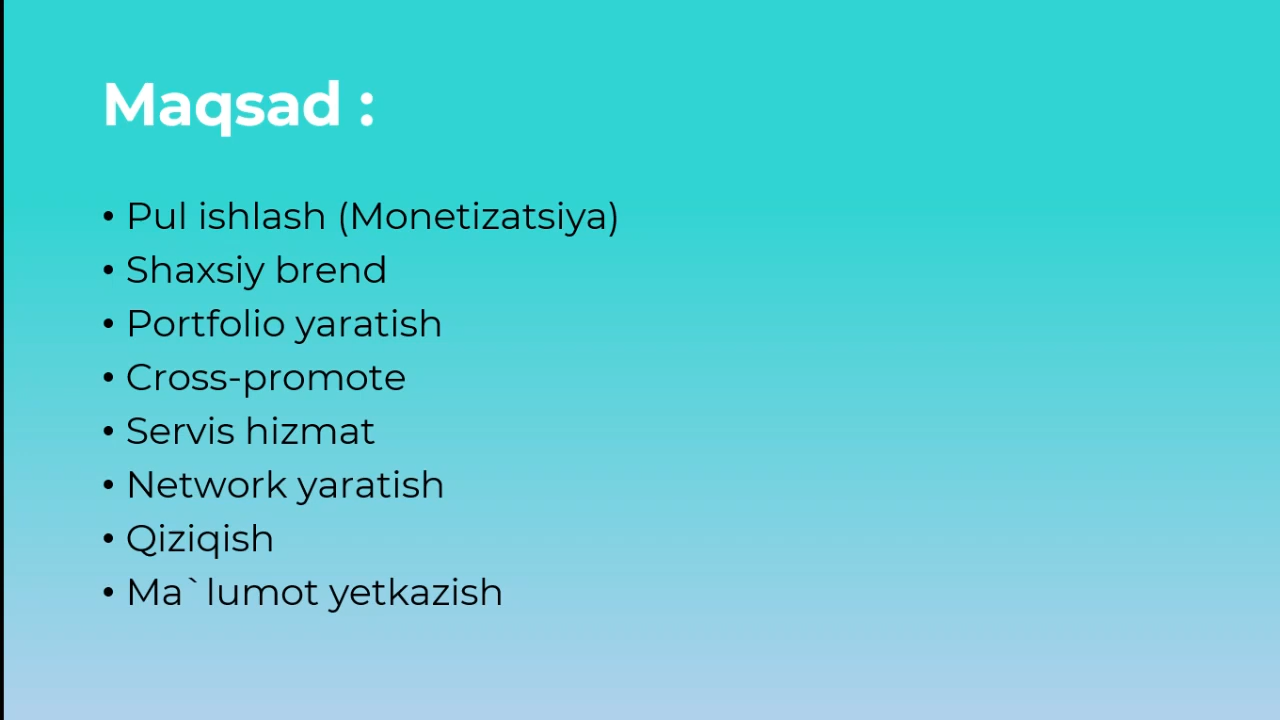 Maqsad :
• Pul ishlash (Monetizatsiya)
• Shaxsiy brend
• Portfolio yaratish
• Cross-promote
• Servis hizmat
• Network yaratish
• Qiziqish
• Ma`lumot yetkazish